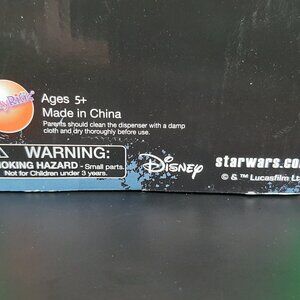 Ages 5+
Made in China
Parents should clean the dispenser with a damp
cloth and dry thoroughly before use.
WARNING:
OKING HAZARD - Small parts.
Not for Children under 3 years.
Disney
starwars.co
© & ™ Lucasfilm Lt